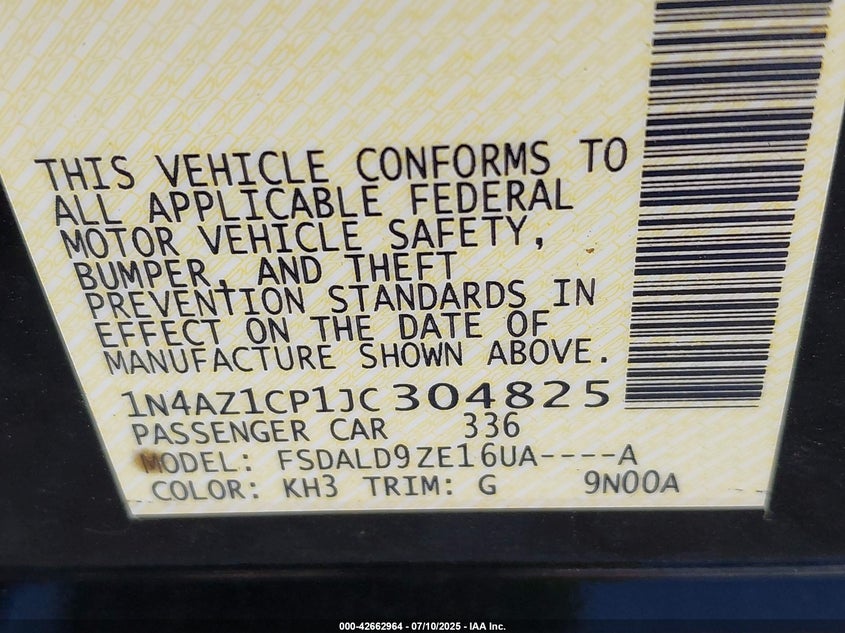 THIS VEHICLE CONFORMS TO
ALL APPLICABLE FEDERAL
MOTOR VEHICLE SAFETY,
BUMPER, AND THEFT
PREVENTION STANDARDS IN
EFFECT ON THE DATE OF
MANUFACTURE SHOWN ABOVE.
1N4AZ1CP1JC304825
PASSENGER CAR 336
MODEL: FSDALD9ZE16UA----A
COLOR: KH3 TRIM: G 9N00A
000-42662964 - 07/10/2025 - IAA Inc.